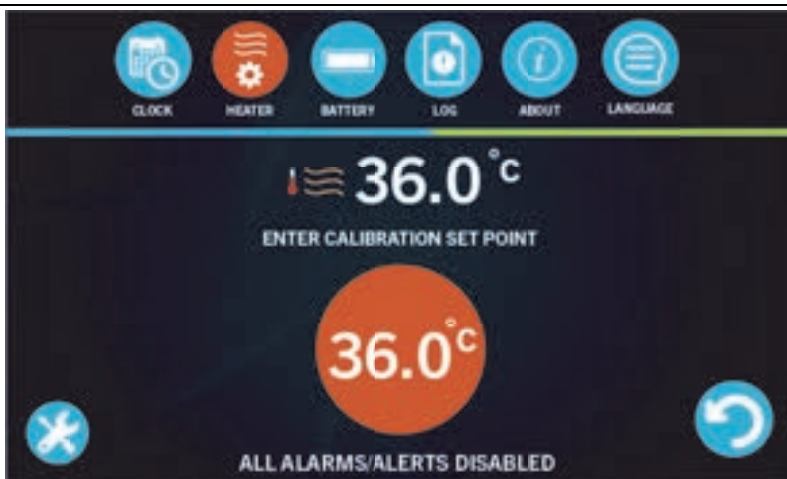 CLOCK HEATER BATTERY LOG ABOUT LANGUAGE
36.0°C
ENTER CALIBRATION SET POINT
36.0°C
ALL ALARMS/ALERTS DISABLED